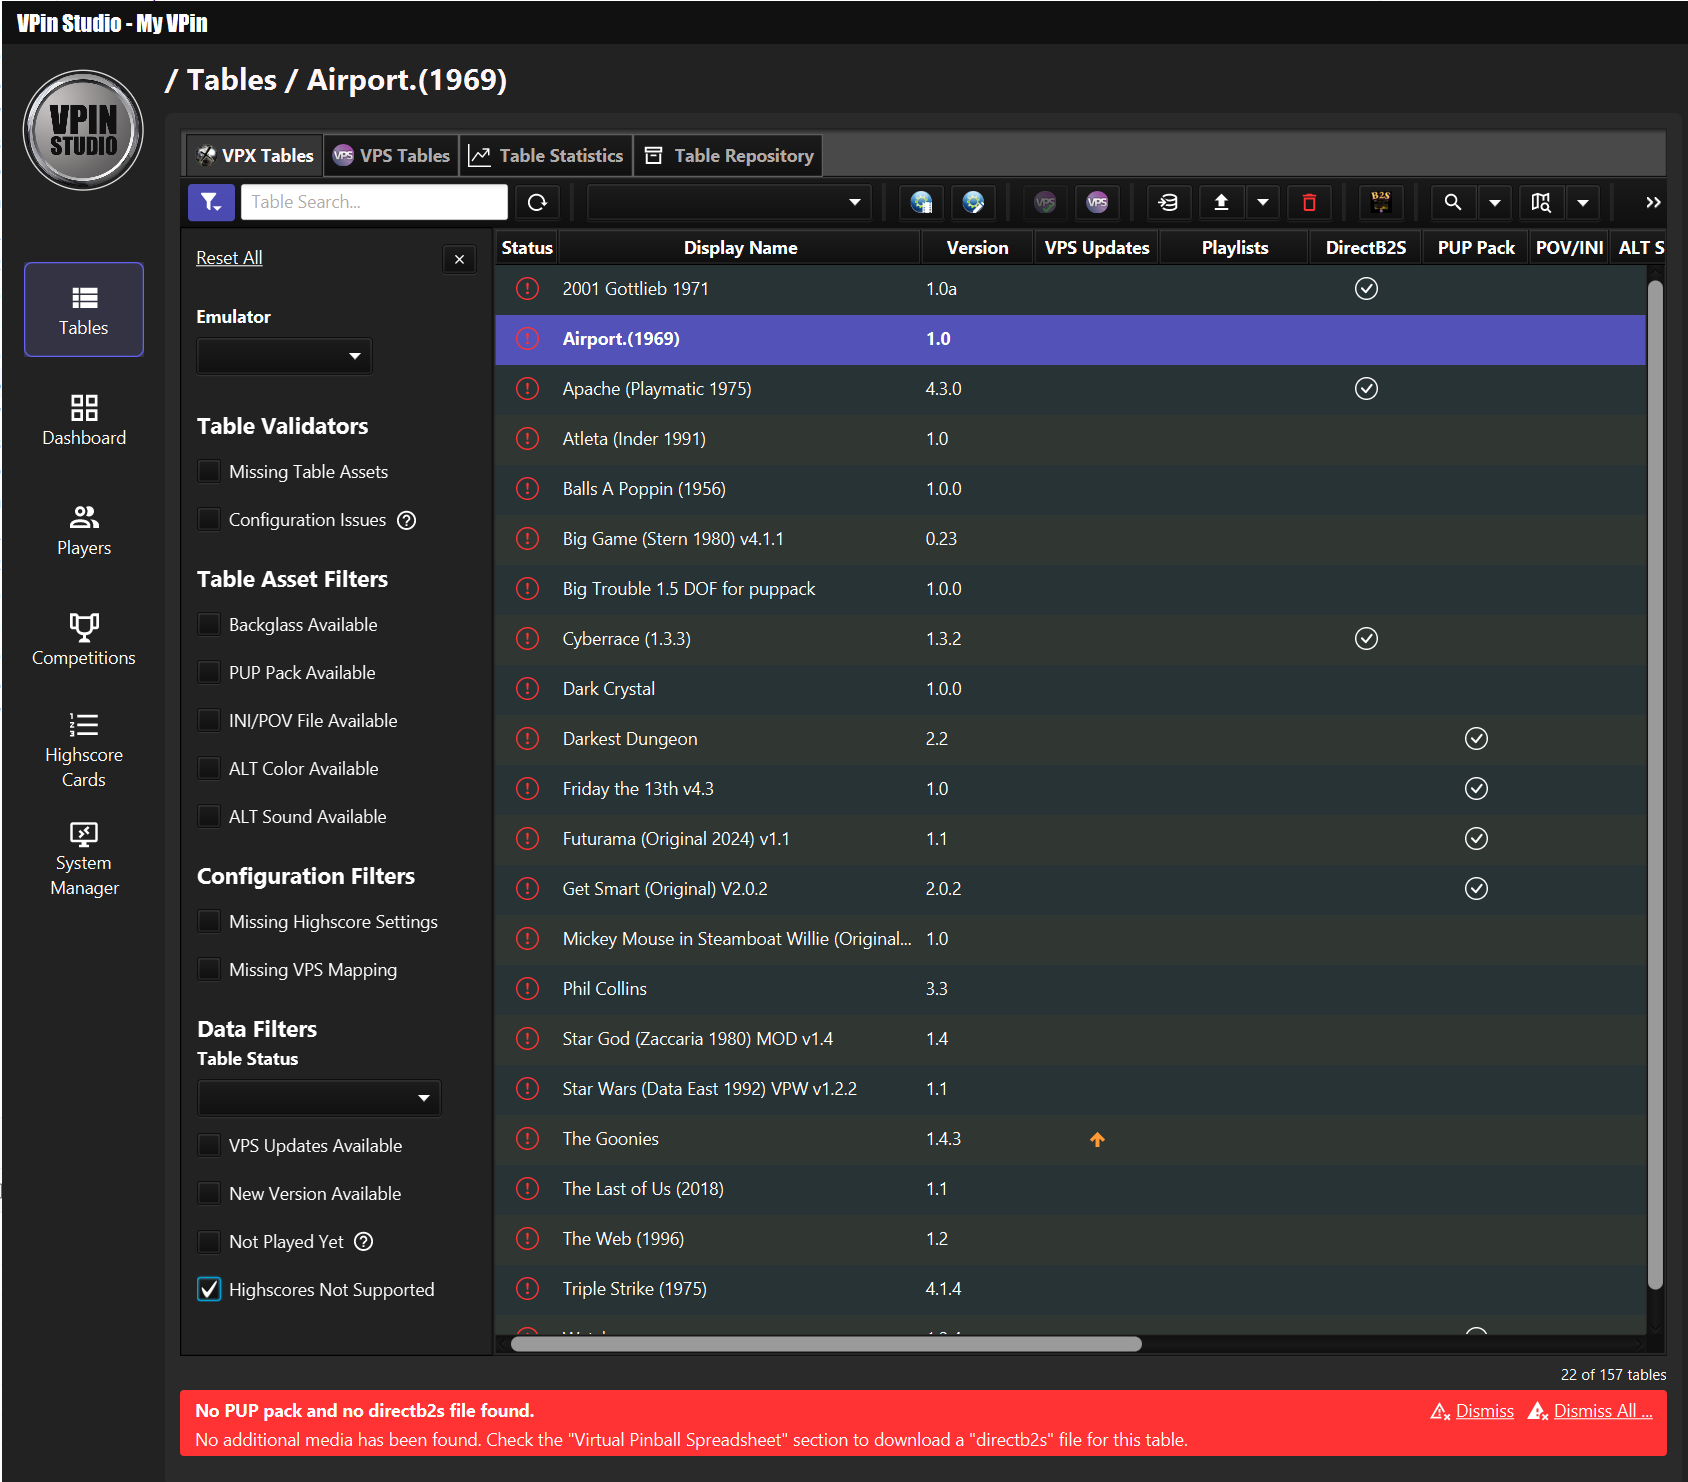 VPin Studio - My VPin
VPIN
STUDIO
/ Tables / Airport.(1969)
VPX Tables
VPS VPS Tables
Table Statistics
Table Repository
Table Search...
VPS
VPS
B2S
Tables
Dashboard
Players
Competitions
Highscore
Cards
System
Manager
Reset All
Emulator
Table Validators
Missing Table Assets
Configuration Issues
Table Asset Filters
Backglass Available
PUP Pack Available
INI/POV File Available
ALT Color Available
ALT Sound Available
Configuration Filters
Missing Highscore Settings
Missing VPS Mapping
Data Filters
Table Status
VPS Updates Available
New Version Available
Not Played Yet
Highscores Not Supported
Status Display Name Version VPS Updates Playlists DirectB2S PUP Pack POV/INI ALT S
2001 Gottlieb 1971 1.0a
Airport.(1969) 1.0
Apache (Playmatic 1975) 4.3.0
Atleta (Inder 1991) 1.0
Balls A Poppin (1956) 1.0.0
Big Game (Stern 1980) v4.1.1 0.23
Big Trouble 1.5 DOF for puppack 1.0.0
Cyberrace (1.3.3) 1.3.2
Dark Crystal 1.0.0
Darkest Dungeon 2.2
Friday the 13th v4.3 1.0
Futurama (Original 2024) v1.1 1.1
Get Smart (Original) V2.0.2 2.0.2
Mickey Mouse in Steamboat Willie (Original... 1.0
Phil Collins 3.3
Star God (Zaccaria 1980) MOD v1.4 1.4
Star Wars (Data East 1992) VPW v1.2.2 1.1
The Goonies 1.4.3
The Last of Us (2018) 1.1
The Web (1996) 1.2
Triple Strike (1975) 4.1.4
22 of 157 tables
No PUP pack and no directb2s file found.
Dismiss Dismiss All ...
No additional media has been found. Check the "Virtual Pinball Spreadsheet" section to download a "directb2s" file for this table.